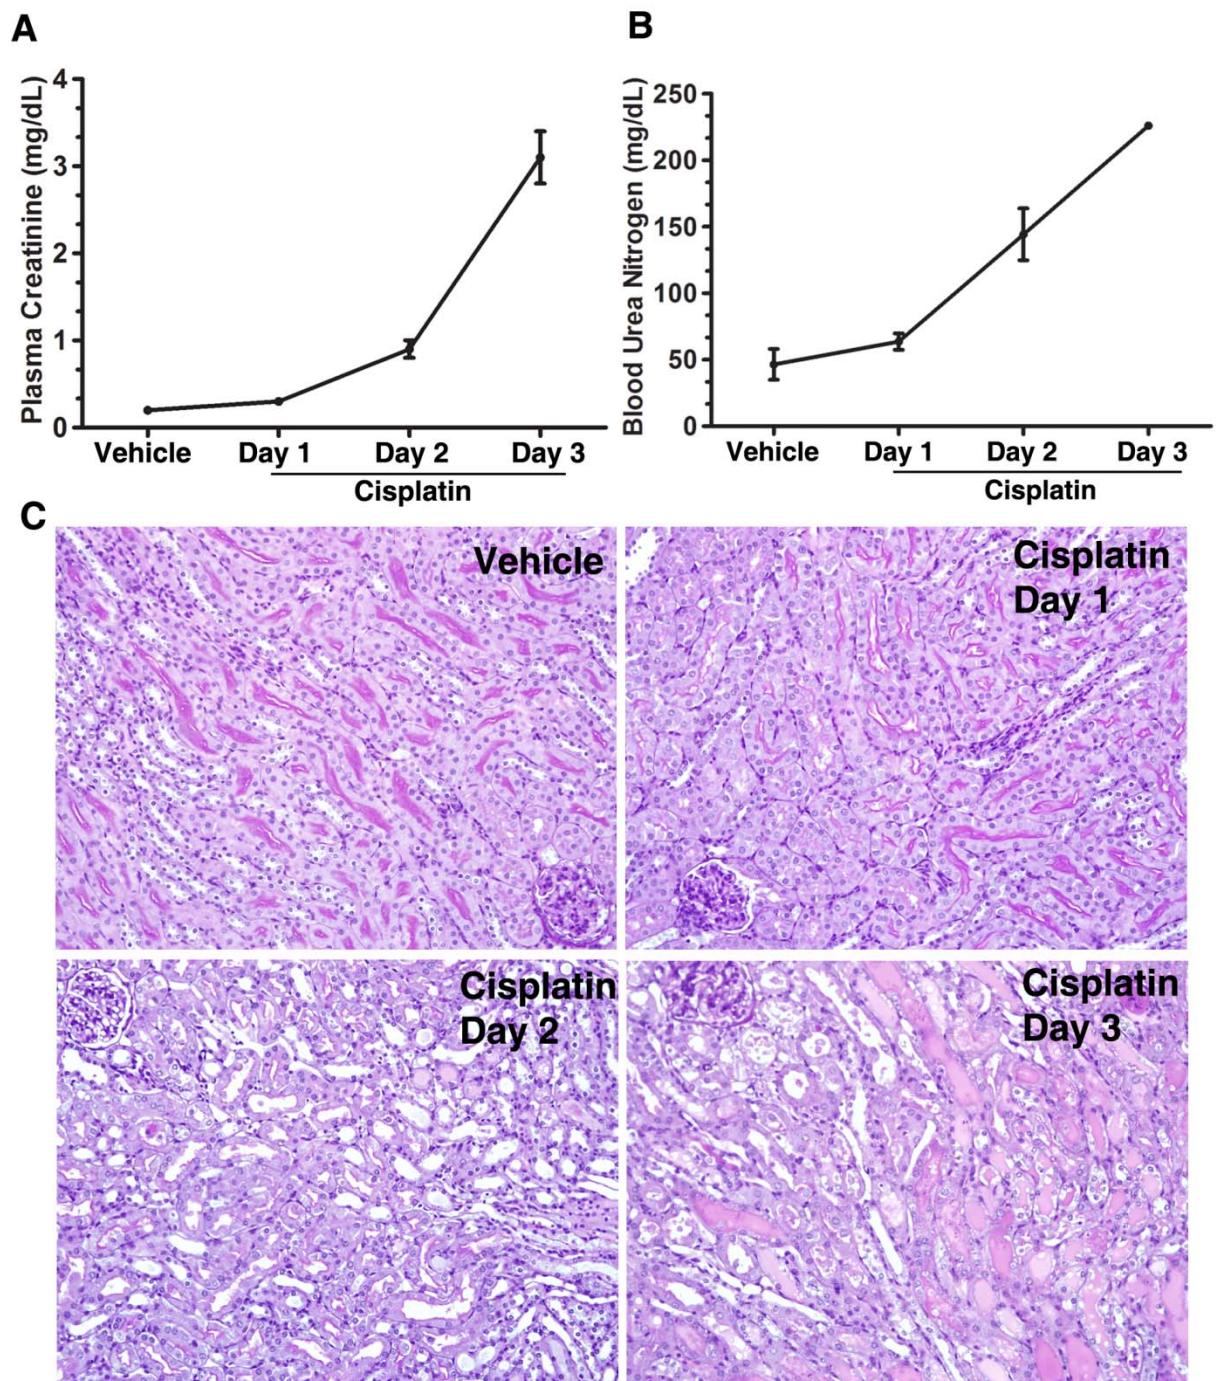 A
Plasma Creatinine (mg/dL)
4
3
2
1
0
Vehicle Day 1 Day 2 Day 3
Cisplatin
B
Blood Urea Nitrogen (mg/dL)
250
200
150
100
50
0
Vehicle Day 1 Day 2 Day 3
Cisplatin
C
Vehicle
Cisplatin
Day 1
Cisplatin
Day 2
Cisplatin
Day 3